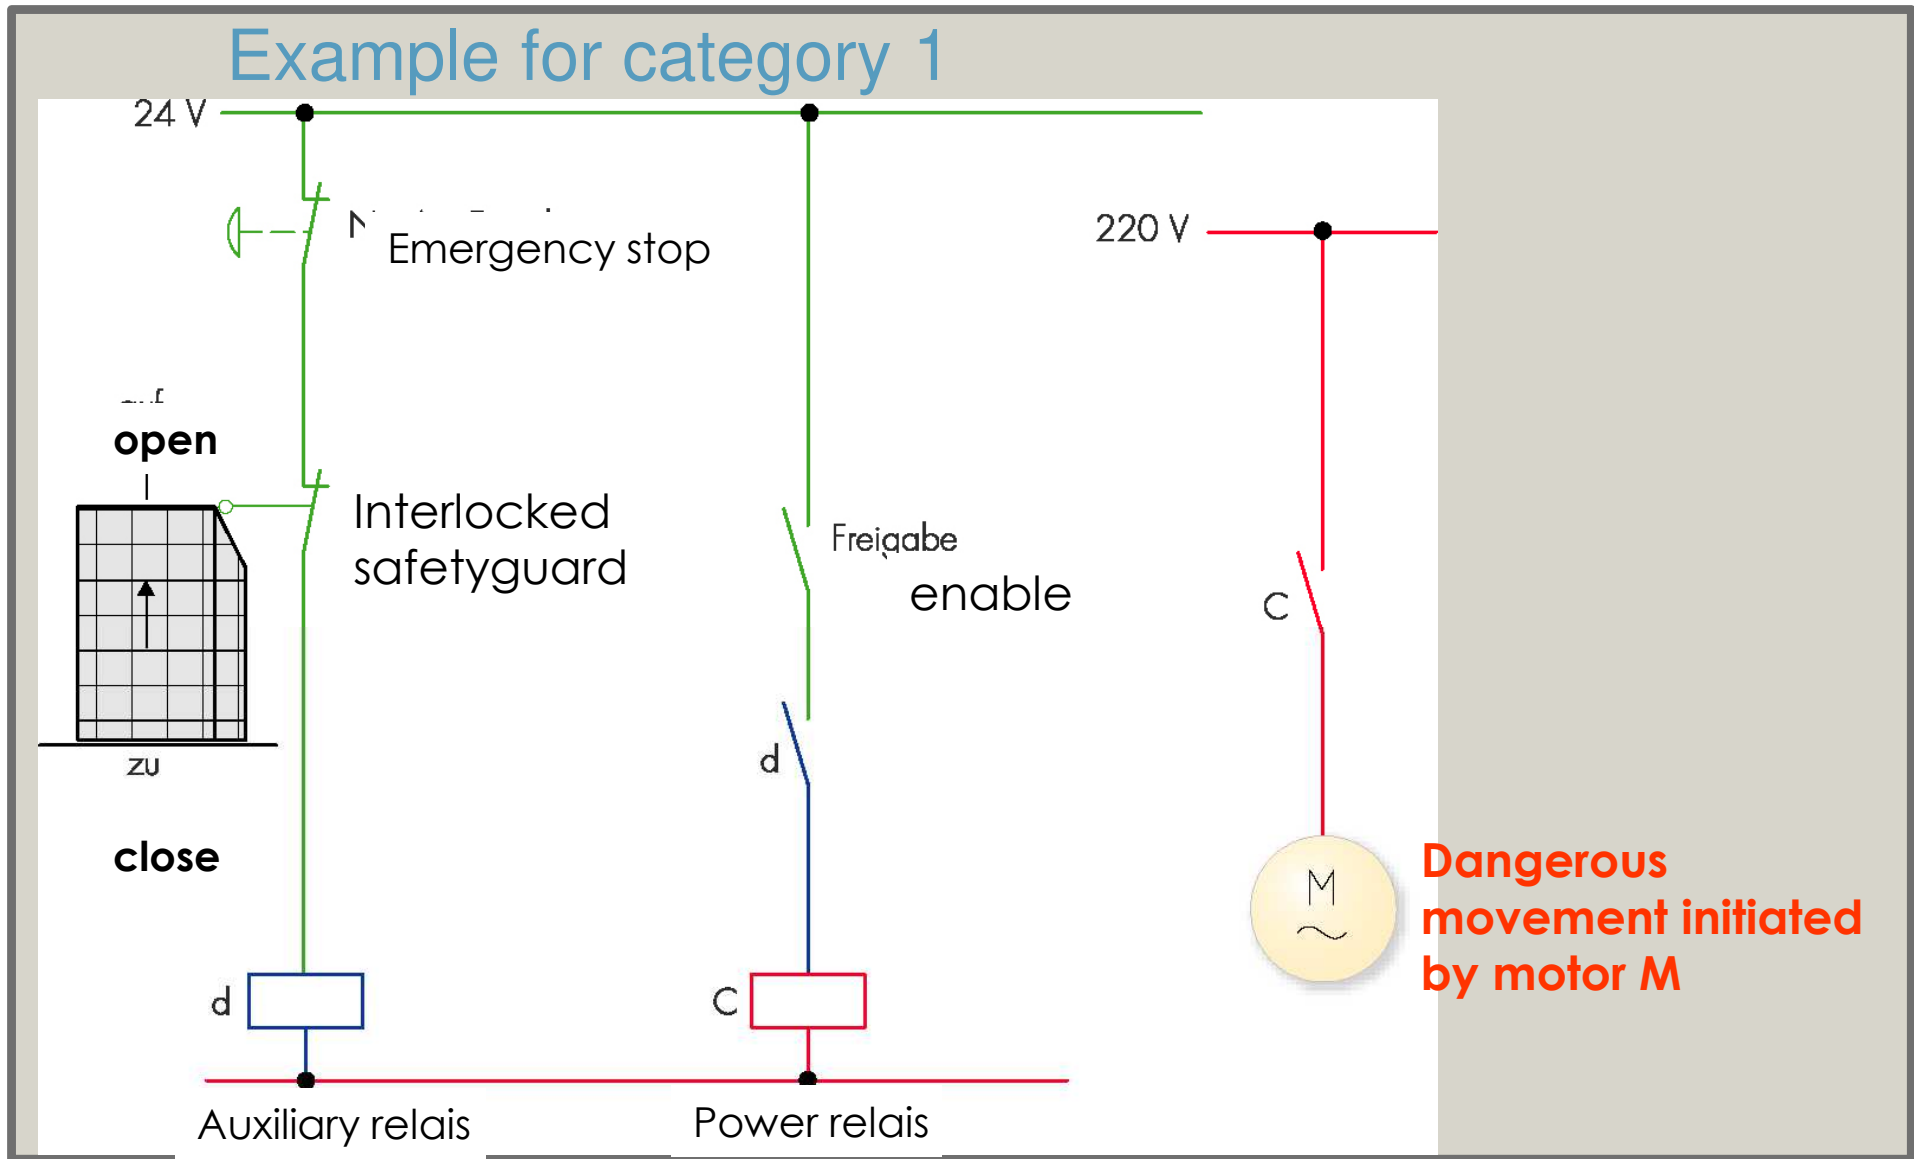 Example for category 1
24 V
Emergency stop
220 V
open
Interlocked
safetyguard
Freigabe
enable
C
d
zu
close
M
Dangerous
movement initiated
by motor M
d
C
Auxiliary relais
Power relais